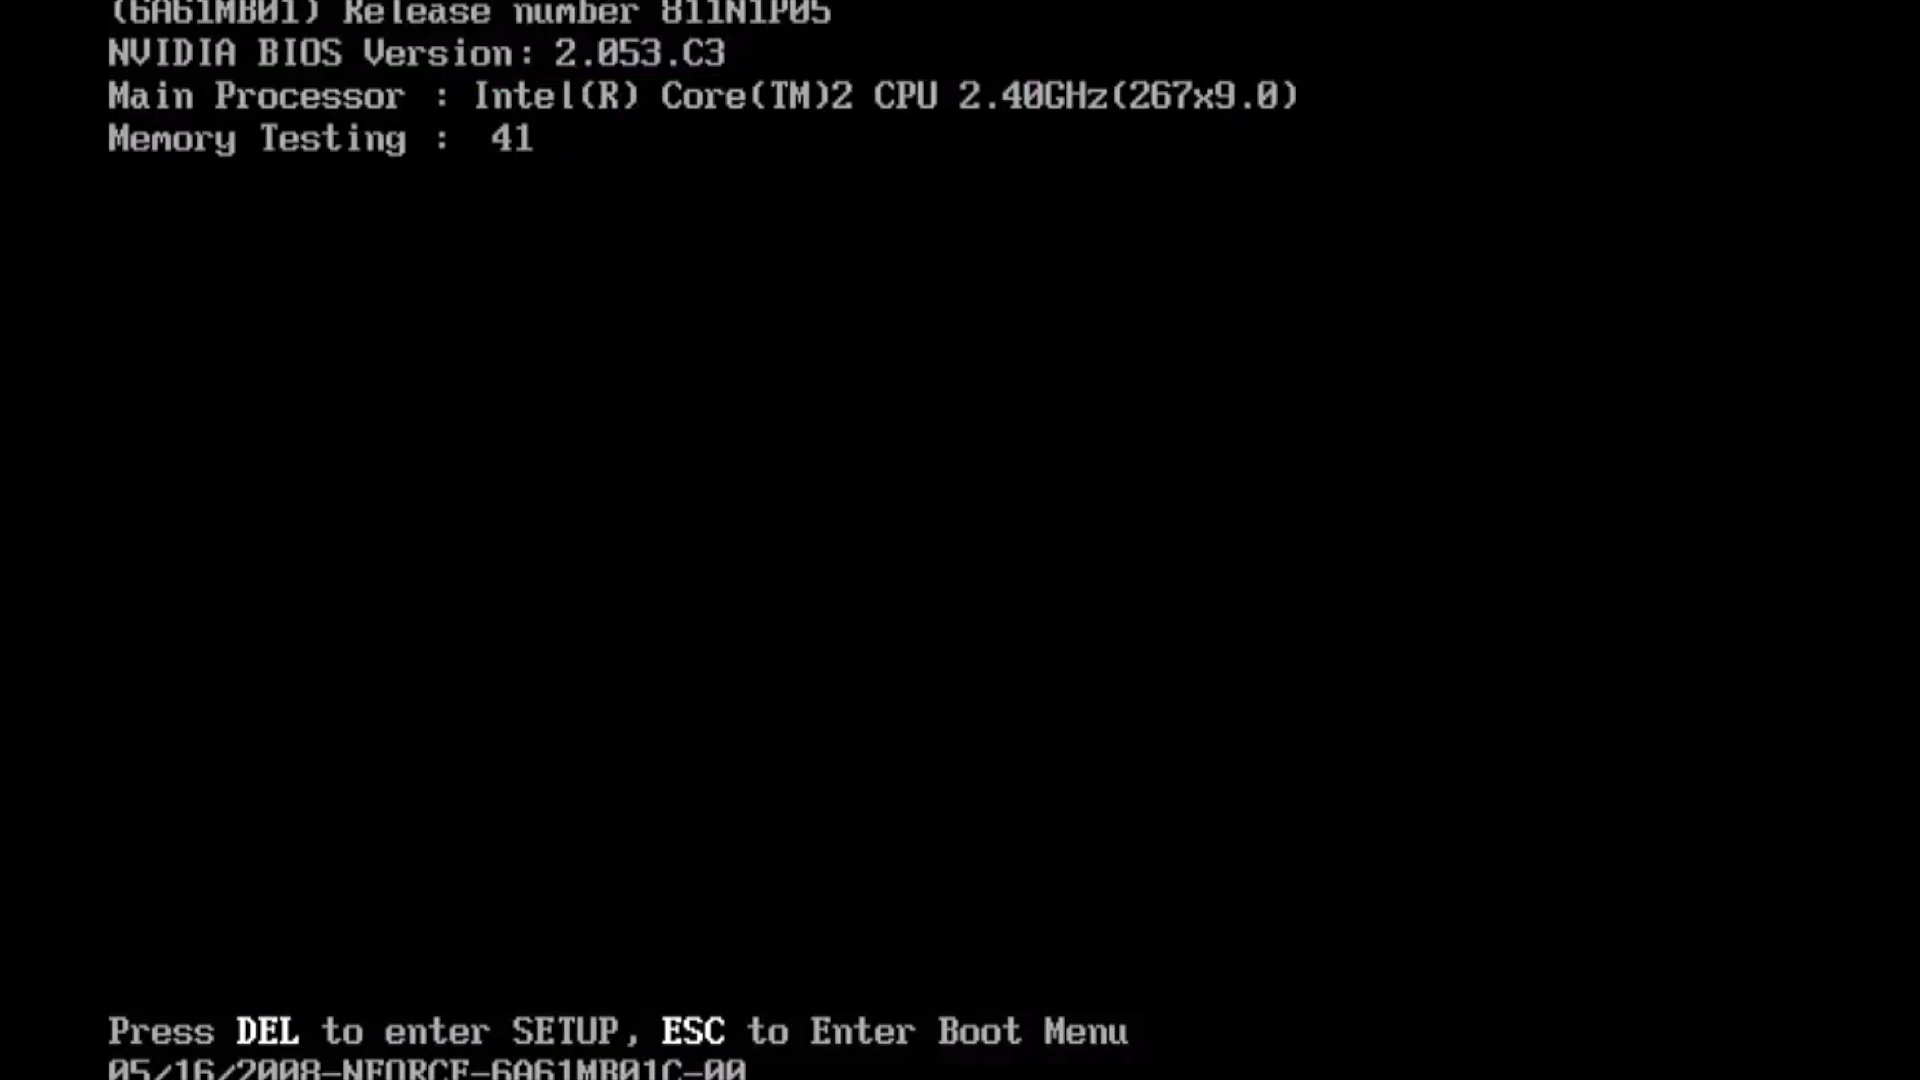 (6A61MB01) Release number 811N1P05
NVIDIA BIOS Version: 2.053.C3
Main Processor : Intel(R) Core(TM)2 CPU 2.40GHz(267x9.0)
Memory Testing : 41
Press DEL to enter SETUP, ESC to Enter Boot Menu
05/16/2008-NFORCE-6A61MB01C-00